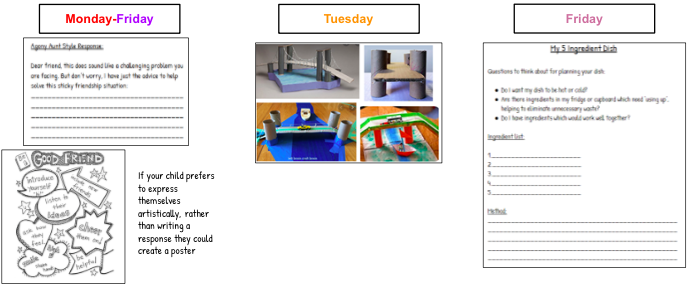 Monday-Friday
Agony Aunt Style Response:
Dear friend, this does sound like a challenging problem you
are facing. But don't worry, I have just the advice to help
solve this sticky friendship situation:
GOOD FRIEND
introduce
yourself
make new
friends
listen to
their
ideas
ask how
they
feel
cheer
them on!
smile
be
helpful
If your child prefers
to express
themselves
artistically, rather
than writing a
response they could
create a poster
Tuesday
Friday
My 5 Ingredient Dish
Questions to think about for planning your dish:
● Do I want my dish to be hot or cold?
● Are there ingredients in my fridge or cupboard which need 'using up',
helping to eliminate unnecessary waste?
● Do I have ingredients which would work well together?
Ingredient list:
1.
2.
3.
4.
5.
Method: